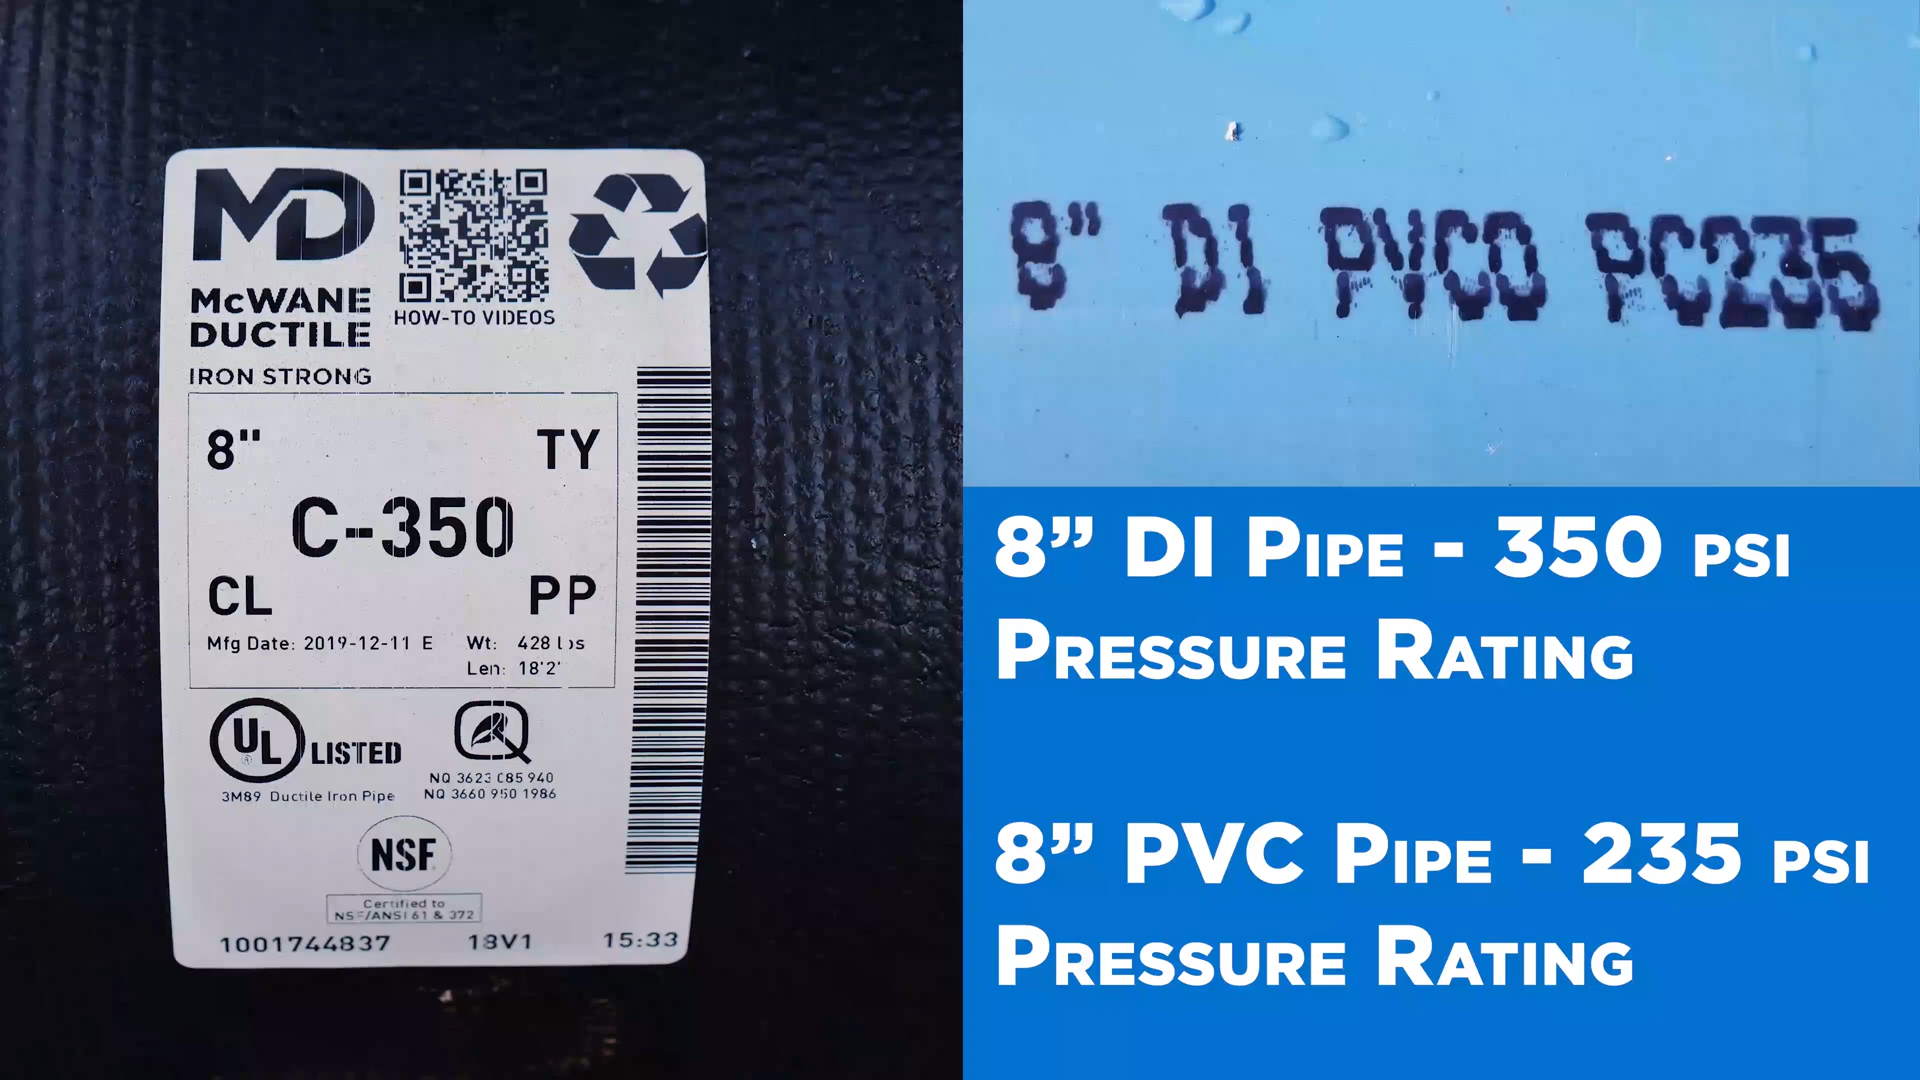 MD
McWANE
DUCTILE
IRON STRONG
HOW-TO VIDEOS
8" TY
C-350
CL PP
Mfg Date: 2019-12-11 E Wt: 428 lbs
Len: 18'2"
UL LISTED
3M89 Ductile Iron Pipe
NQ 3623 085 940
NQ 3660 950 1986
NSF
Certified to
NSF/ANSI 61 & 372
1001744837 18V1 15:33
8" DI PVCO PC235
8” DI Pipe - 350 psi
Pressure Rating
8” PVC Pipe - 235 psi
Pressure Rating